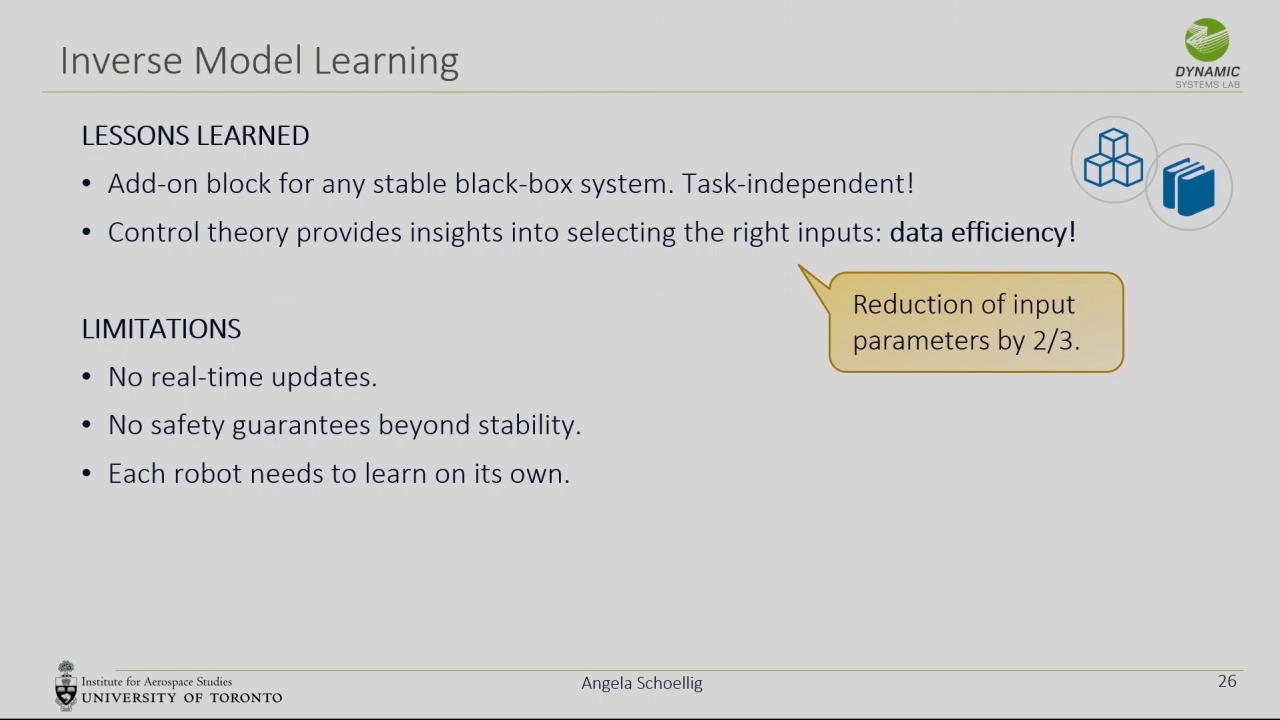 Inverse Model Learning
DYNAMIC
SYSTEMS LAB
LESSONS LEARNED
• Add-on block for any stable black-box system. Task-independent!
• Control theory provides insights into selecting the right inputs: data efficiency!
Reduction of input
parameters by 2/3.
LIMITATIONS
• No real-time updates.
• No safety guarantees beyond stability.
• Each robot needs to learn on its own.
Institute for Aerospace Studies
UNIVERSITY OF TORONTO
Angela Schoellig
26